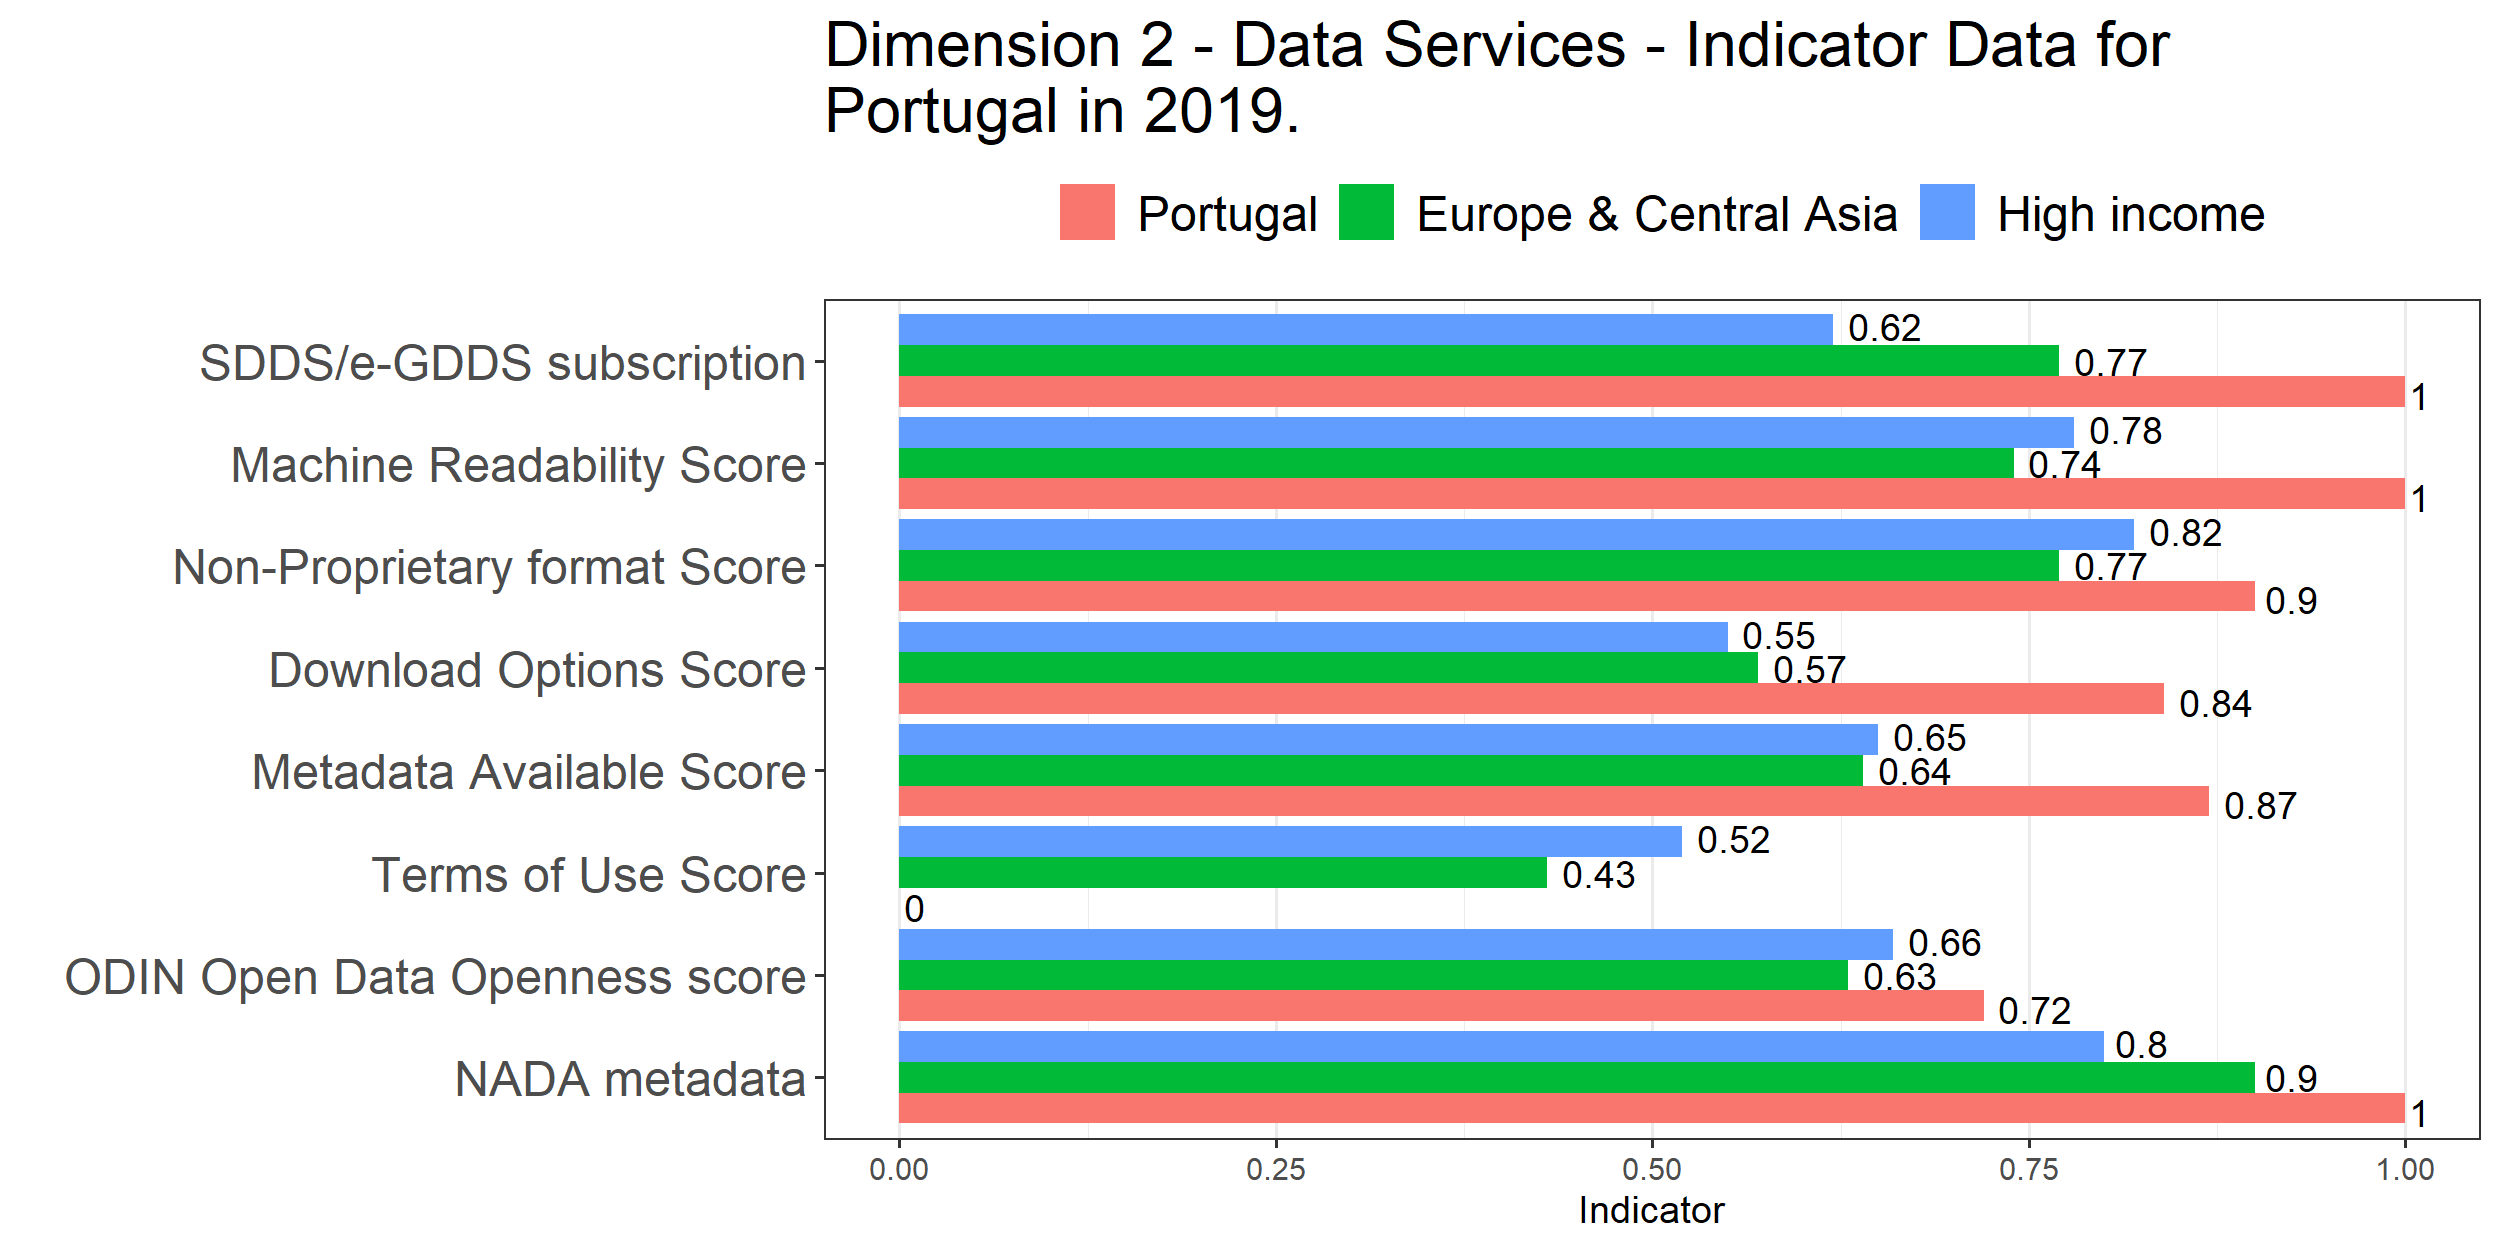 Dimension 2 - Data Services - Indicator Data for
Portugal in 2019.
Portugal
Europe & Central Asia
High income
SDDS/e-GDDS subscription
0.62
0.77
1
Machine Readability Score
0.78
0.74
1
Non-Proprietary format Score
0.82
0.77
0.9
Download Options Score
0.55
0.57
0.84
Metadata Available Score
0.65
0.64
0.87
Terms of Use Score
0.52
0.43
0
ODIN Open Data Openness score
0.66
0.63
0.72
NADA metadata
0.8
0.9
1
0.00 0.25 0.50 0.75 1.00
Indicator